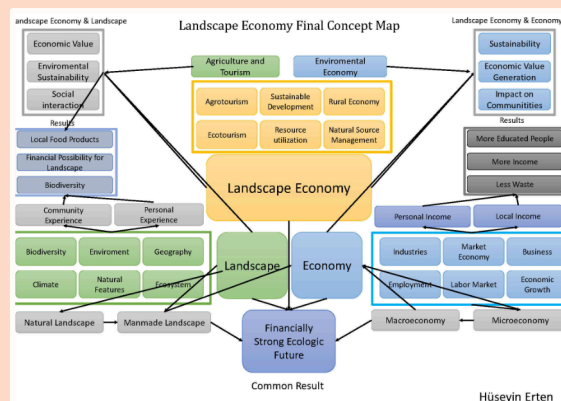 andscape Economy & Landscape
Landscape Economy Final Concept Map
Landscape Economy & Economy
Economic Value
Enviromental
Sustainability
Social
interaction
Agriculture and
Tourism
Enviromental
Economy
Sustainability
Economic Value
Generation
Impact on
Communitities
Agrotourism
Sustainable
Development
Rural Economy
Ecotourism
Resource
utilization
Natural Source
Management
Results
Local Food Products
Financial Possibility for
Landscape
Biodiversity
Results
More Educated People
More Income
Less Waste
Landscape Economy
Community
Experience
Personal
Experience
Personal Income
Local Income
Biodiversity
Enviroment
Geography
Climate
Natural
Features
Ecosystem
Landscape
Economy
Industries
Market
Economy
Business
Employment
Labor Market
Economic
Growth
Natural Landscape
Manmade Landscape
Financially
Strong Ecologic
Future
Macroeconomy
Microeconomy
Common Result
Hüseyin Erten